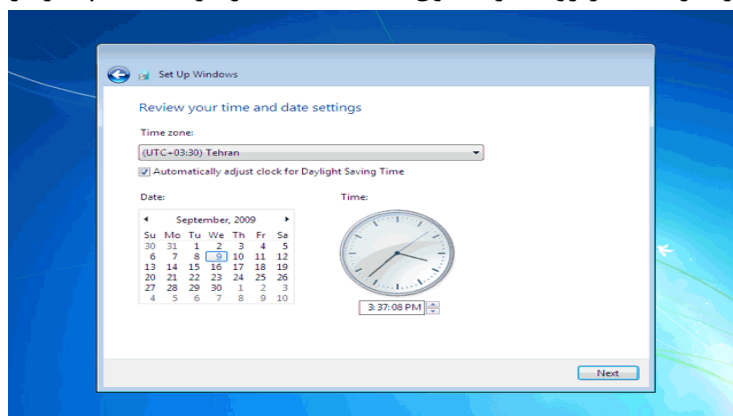 Set Up Windows
Review your time and date settings
Time zone:
(UTC+03:30) Tehran
Automatically adjust clock for Daylight Saving Time
Date:
Time:
September, 2009
Su Mo Tu We Th Fr Sa
30 31 1 2 3 4 5
6 7 8 9 10 11 12
13 14 15 16 17 18 19
20 21 22 23 24 25 26
27 28 29 30 1 2 3
4 5 6 7 8 9 10
3:37:08 PM
Next